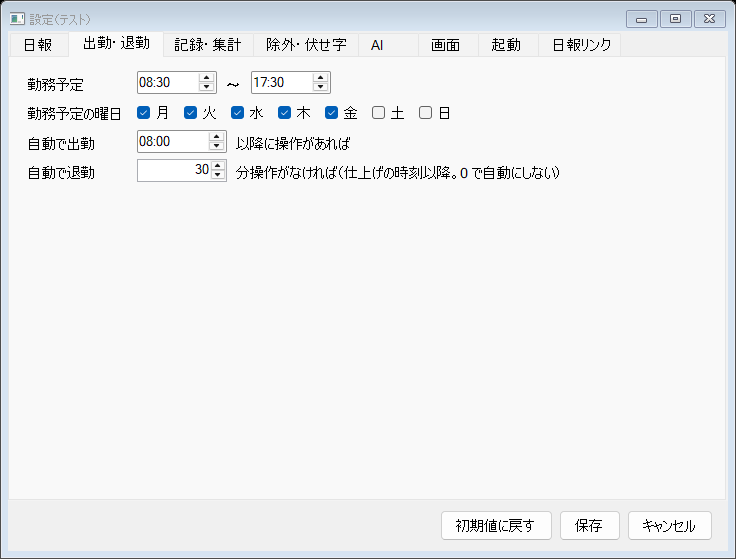 設定(テスト)
日報 出勤・退勤 記録・集計 除外・伏せ字 AI 画面 起動 日報リンク
勤務予定 08:30 ～ 17:30
勤務予定の曜日 月 火 水 木 金 土 日
自動で出勤 08:00 以降に操作があれば
自動で退勤 30 分操作がなければ(仕上げの時刻以降。0 で自動にしない)
初期値に戻す 保存 キャンセル